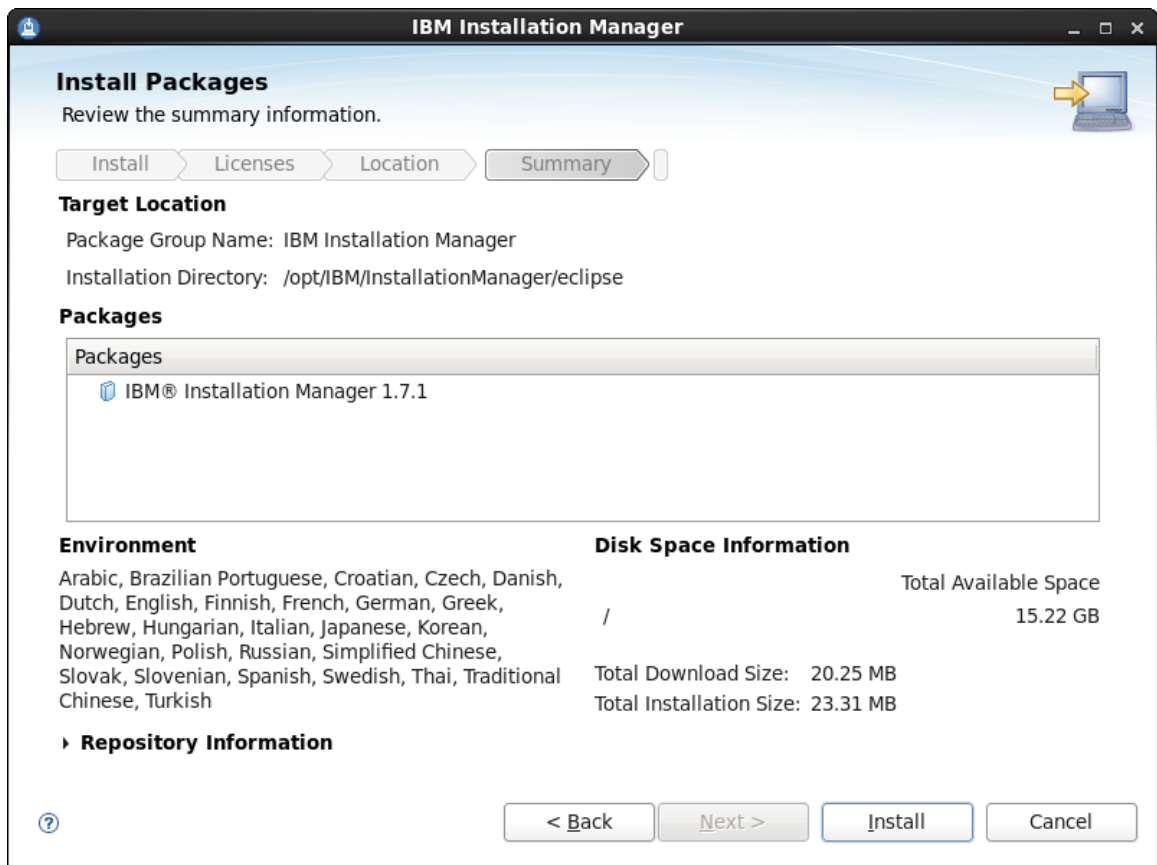 IBM Installation Manager
Install Packages
Review the summary information.
Install Licenses Location Summary
Target Location
Package Group Name: IBM Installation Manager
Installation Directory: /opt/IBM/InstallationManager/eclipse
Packages
Packages
IBM® Installation Manager 1.7.1
Environment
Arabic, Brazilian Portuguese, Croatian, Czech, Danish,
Dutch, English, Finnish, French, German, Greek,
Hebrew, Hungarian, Italian, Japanese, Korean,
Norwegian, Polish, Russian, Simplified Chinese,
Slovak, Slovenian, Spanish, Swedish, Thai, Traditional
Chinese, Turkish
Disk Space Information
Total Available Space
/ 15.22 GB
Total Download Size: 20.25 MB
Total Installation Size: 23.31 MB
Repository Information
? < Back Next > Install Cancel